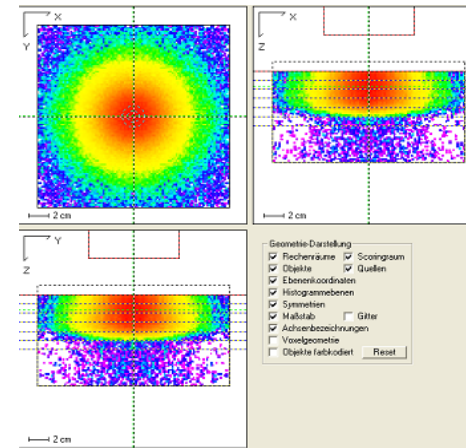 X
Y
2 cm
X
Z
2 cm
Y
Z
2 cm
Geometrie-Darstellung
Rechenräume Scoringraum
Objekte Quellen
Ebenenkoordinaten
Histogrammebenen
Symmetrien
Maßstab Gitter
Achsenbezeichnungen
Voxelgeometrie
Objekte farbkodiert Reset